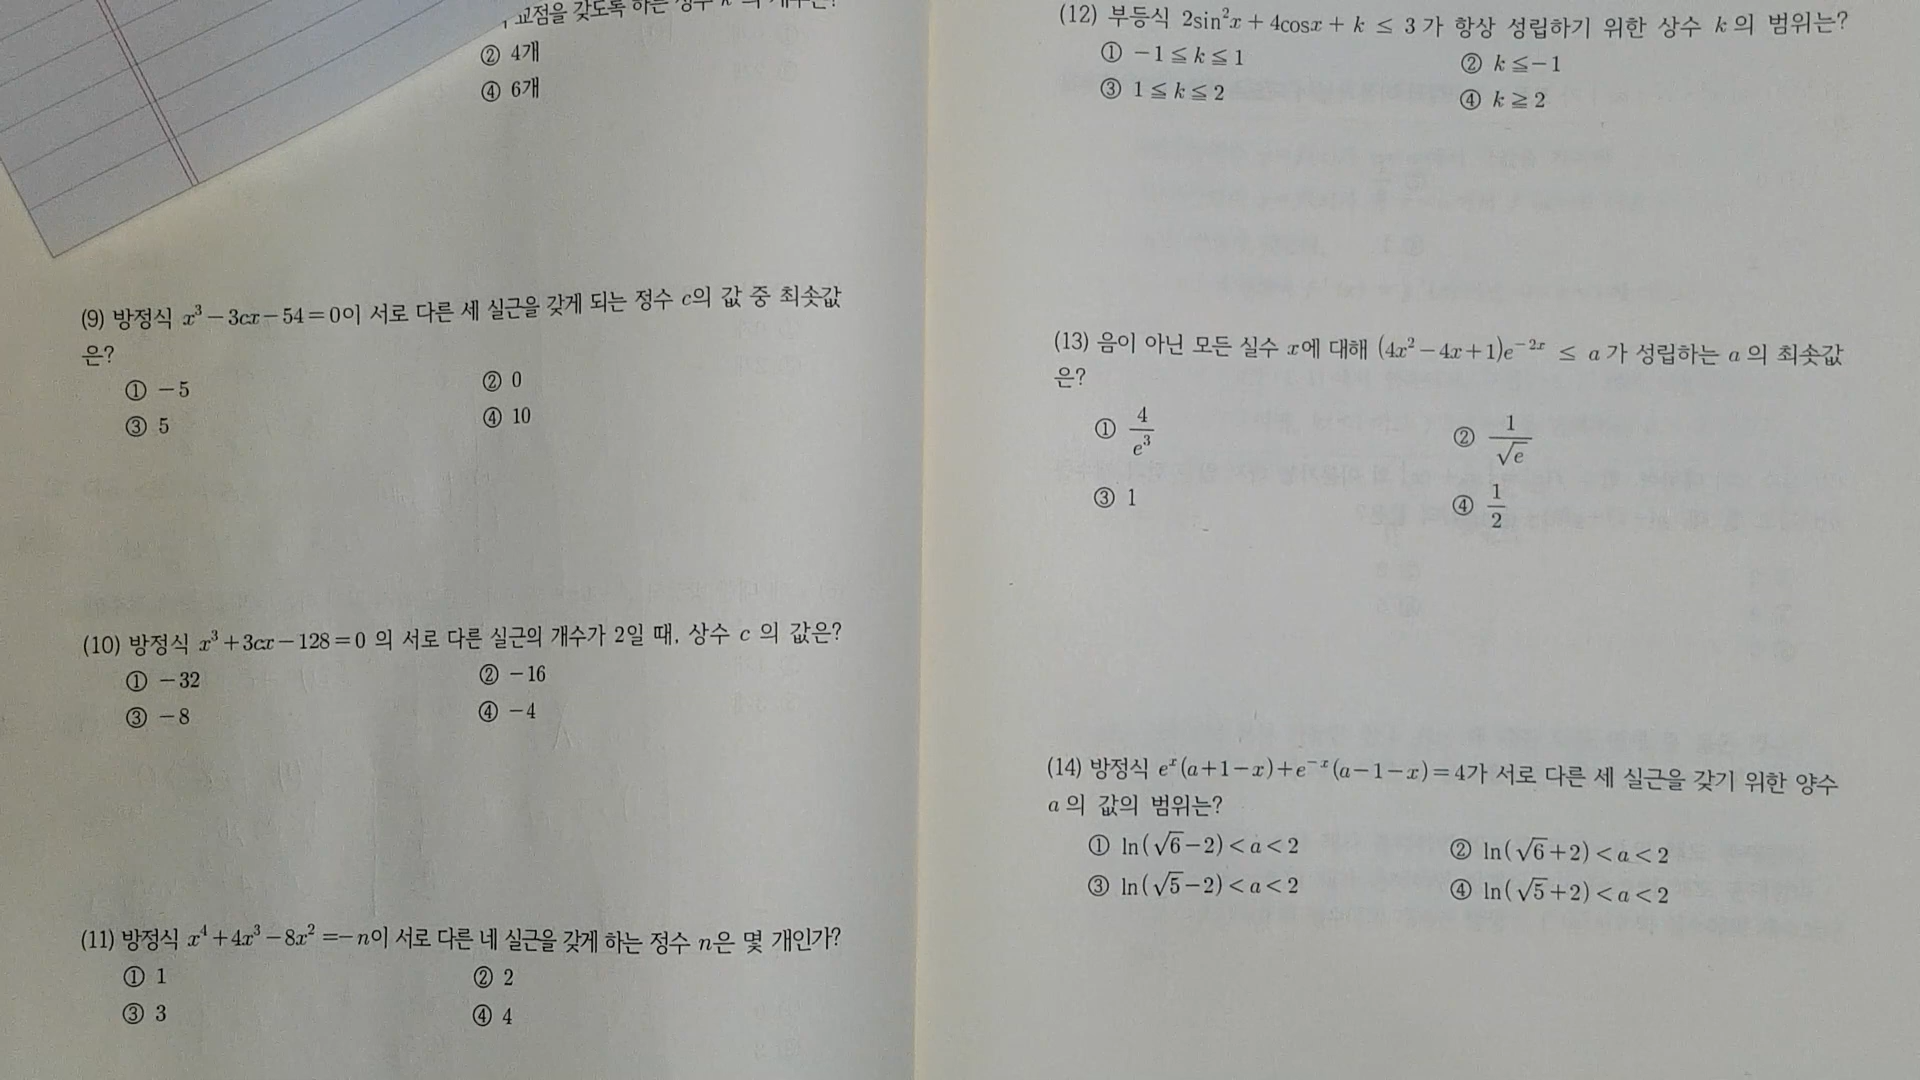 교점을 갖도록 하는
② 4개
④ 6개
(9) 방정식 x³ − 3cx − 54 = 0이 서로 다른 세 실근을 갖게 되는 정수 c의 값 중 최솟값
은?
① −5
② 0
③ 5
④ 10
(10) 방정식 x³ + 3cx − 128 = 0 의 서로 다른 실근의 개수가 2일 때, 상수 c 의 값은?
① −32
② −16
③ −8
④ −4
(11) 방정식 x⁴ + 4x³ − 8x² = −n이 서로 다른 네 실근을 갖게 하는 정수 n은 몇 개인가?
① 1
② 2
③ 3
④ 4
(12) 부등식 2sin²x + 4cosx + k ≤ 3 가 항상 성립하기 위한 상수 k 의 범위는?
① −1 ≦ k ≦ 1
② k ≦ −1
③ 1 ≦ k ≦ 2
④ k ≧ 2
(13) 음이 아닌 모든 실수 x에 대해 (4x² − 4x + 1)e⁻²ˣ ≤ a 가 성립하는 a 의 최솟값
은?
① 4/e³
② 1/√e
③ 1
④ 1/2
(14) 방정식 eˣ(a+1−x)+e⁻ˣ(a−1−x) = 4가 서로 다른 세 실근을 갖기 위한 양수
a 의 값의 범위는?
① ln(√6−2) < a < 2
② ln(√6+2) < a < 2
③ ln(√5−2) < a < 2
④ ln(√5+2) < a < 2